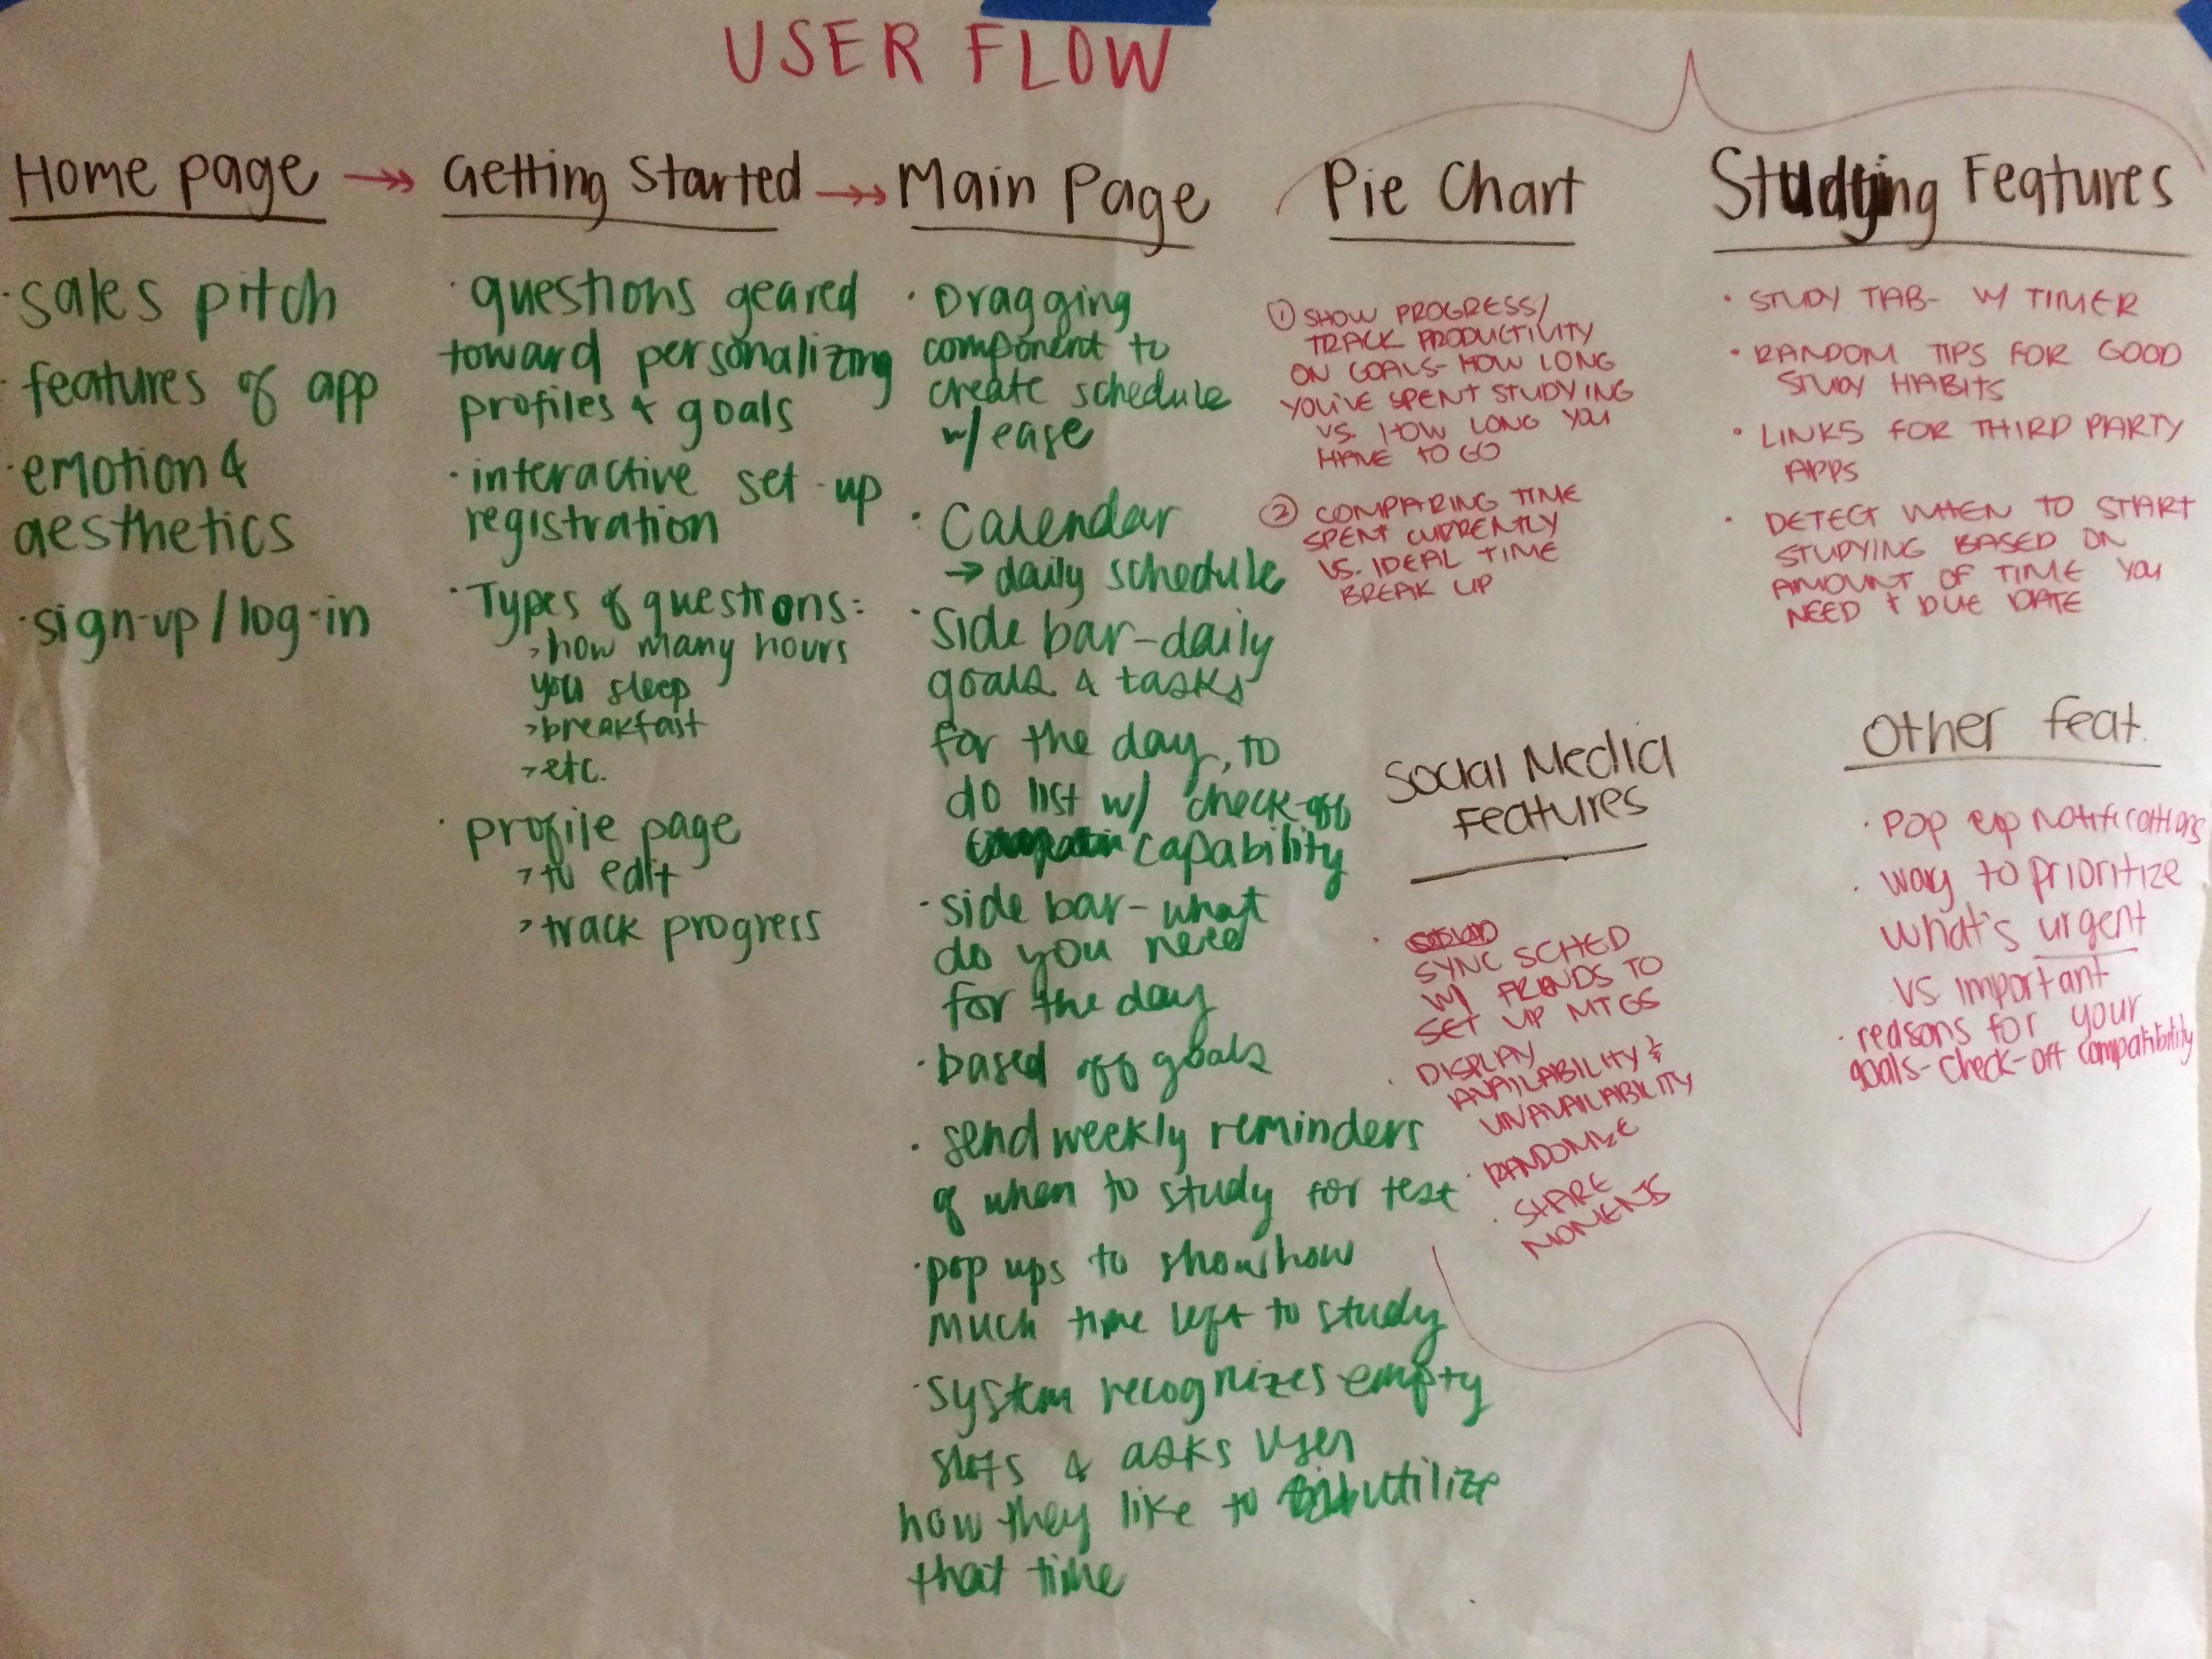 USER FLOW
Home page →→ Getting Started →→ Main Page
· sales pitch
· features of app
· emotion &
aesthetics
· sign-up / log-in
· questions geared
toward personalizing
profiles & goals
· interactive set-up
registration
· Types of questions:
> how many hours
you sleep
> breakfast
> etc.
· profile page
> to edit
> track progress
· Dragging
component to
create schedule
w/ ease
· Calendar
→ daily schedule
· Side bar - daily
goals & tasks
for the day, to
do list w/ check-off
capability
· side bar - what
do you need
for the day
· based off goals
· send weekly reminders
of when to study for test
· pop ups to show how
much time left to study
· system recognizes empty
slots & asks user
how they like to utilize
that time
Pie Chart
① SHOW PROGRESS/
TRACK PRODUCTIVITY
ON GOALS- HOW LONG
YOU'VE SPENT STUDYING
VS. HOW LONG YOU
HAVE TO GO
② COMPARING TIME
SPENT CURRENTLY
VS. IDEAL TIME
BREAK UP
Studying Features
· STUDY TAB- W/ TIMER
· RANDOM TIPS FOR GOOD
STUDY HABITS
· LINKS FOR THIRD PARTY
APPS
· DETECT WHEN TO START
STUDYING BASED ON
AMOUNT OF TIME YOU
NEED & DUE DATE
Social Media
Features
· SYNC SCHED
W/ FRIENDS TO
SET UP MTGS
· DISPLAY
AVAILABILITY &
UNAVAILABILITY
· RANDOMIZE
· SHARE
MOMENTS
Other feat.
· Pop up notifications
· way to prioritize
what's urgent
vs important
· reasons for your
goals- check-off compatibility